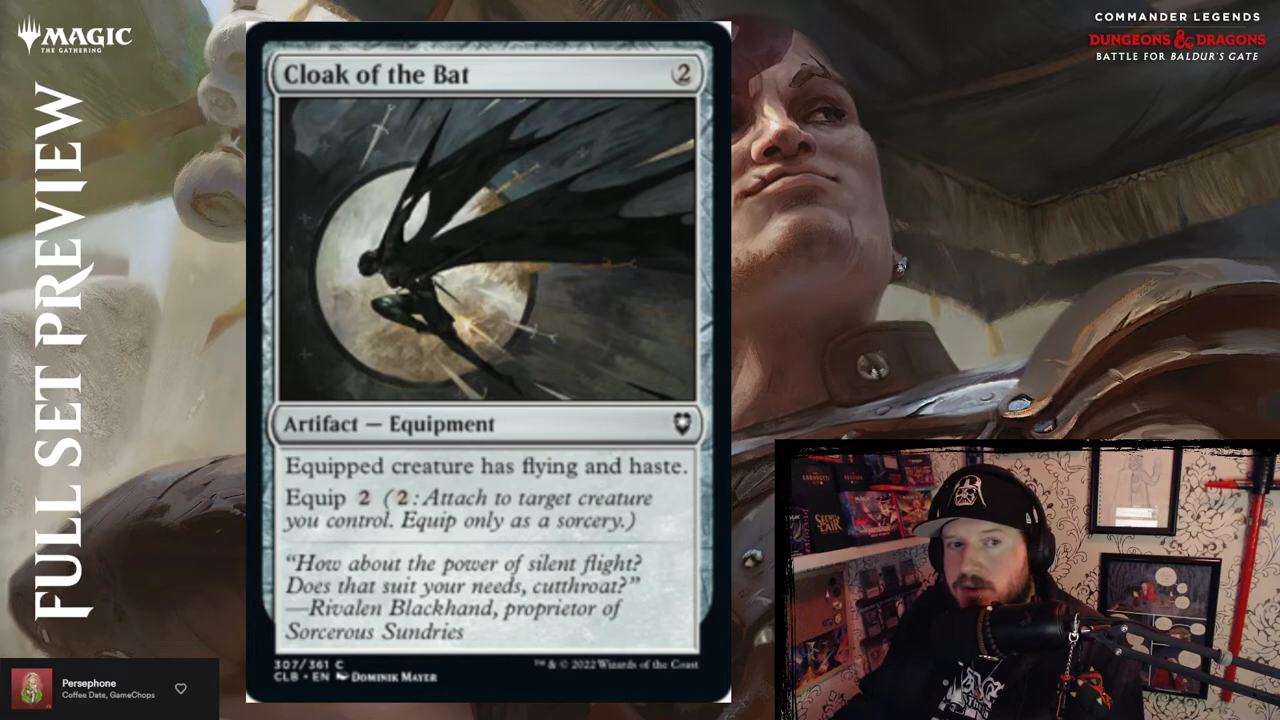 MAGIC
THE GATHERING
FULL SET PREVIEW
COMMANDER LEGENDS
DUNGEONS & DRAGONS
BATTLE FOR BALDUR'S GATE
Cloak of the Bat 2
Artifact — Equipment
Equipped creature has flying and haste.
Equip 2 (2: Attach to target creature
you control. Equip only as a sorcery.)
"How about the power of silent flight?
Does that suit your needs, cutthroat?"
—Rivalen Blackhand, proprietor of
Sorcerous Sundries
307/361 C
CLB • EN DOMINIK MAYER
™ & © 2022 Wizards of the Coast
Persephone
Coffee Date, GameChops
SECRET
LAIR